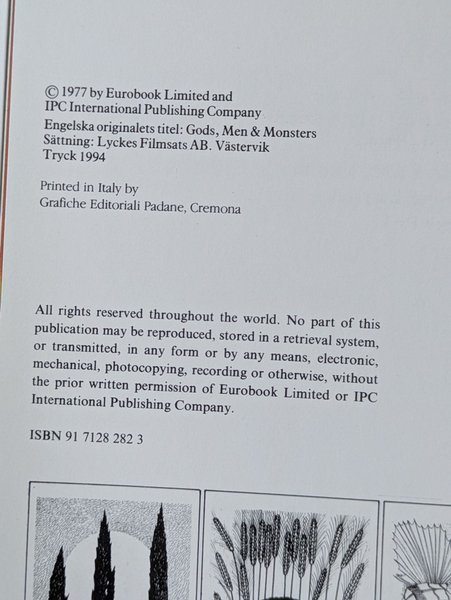 © 1977 by Eurobook Limited and
IPC International Publishing Company
Engelska originalets titel: Gods, Men & Monsters
Sättning: Lyckes Filmsats AB. Västervik
Tryck 1994
Printed in Italy by
Grafiche Editoriali Padane, Cremona
All rights reserved throughout the world. No part of this
publication may be reproduced, stored in a retrieval system,
or transmitted, in any form or by any means, electronic,
mechanical, photocopying, recording or otherwise, without
the prior written permission of Eurobook Limited or IPC
International Publishing Company.
ISBN 91 7128 282 3